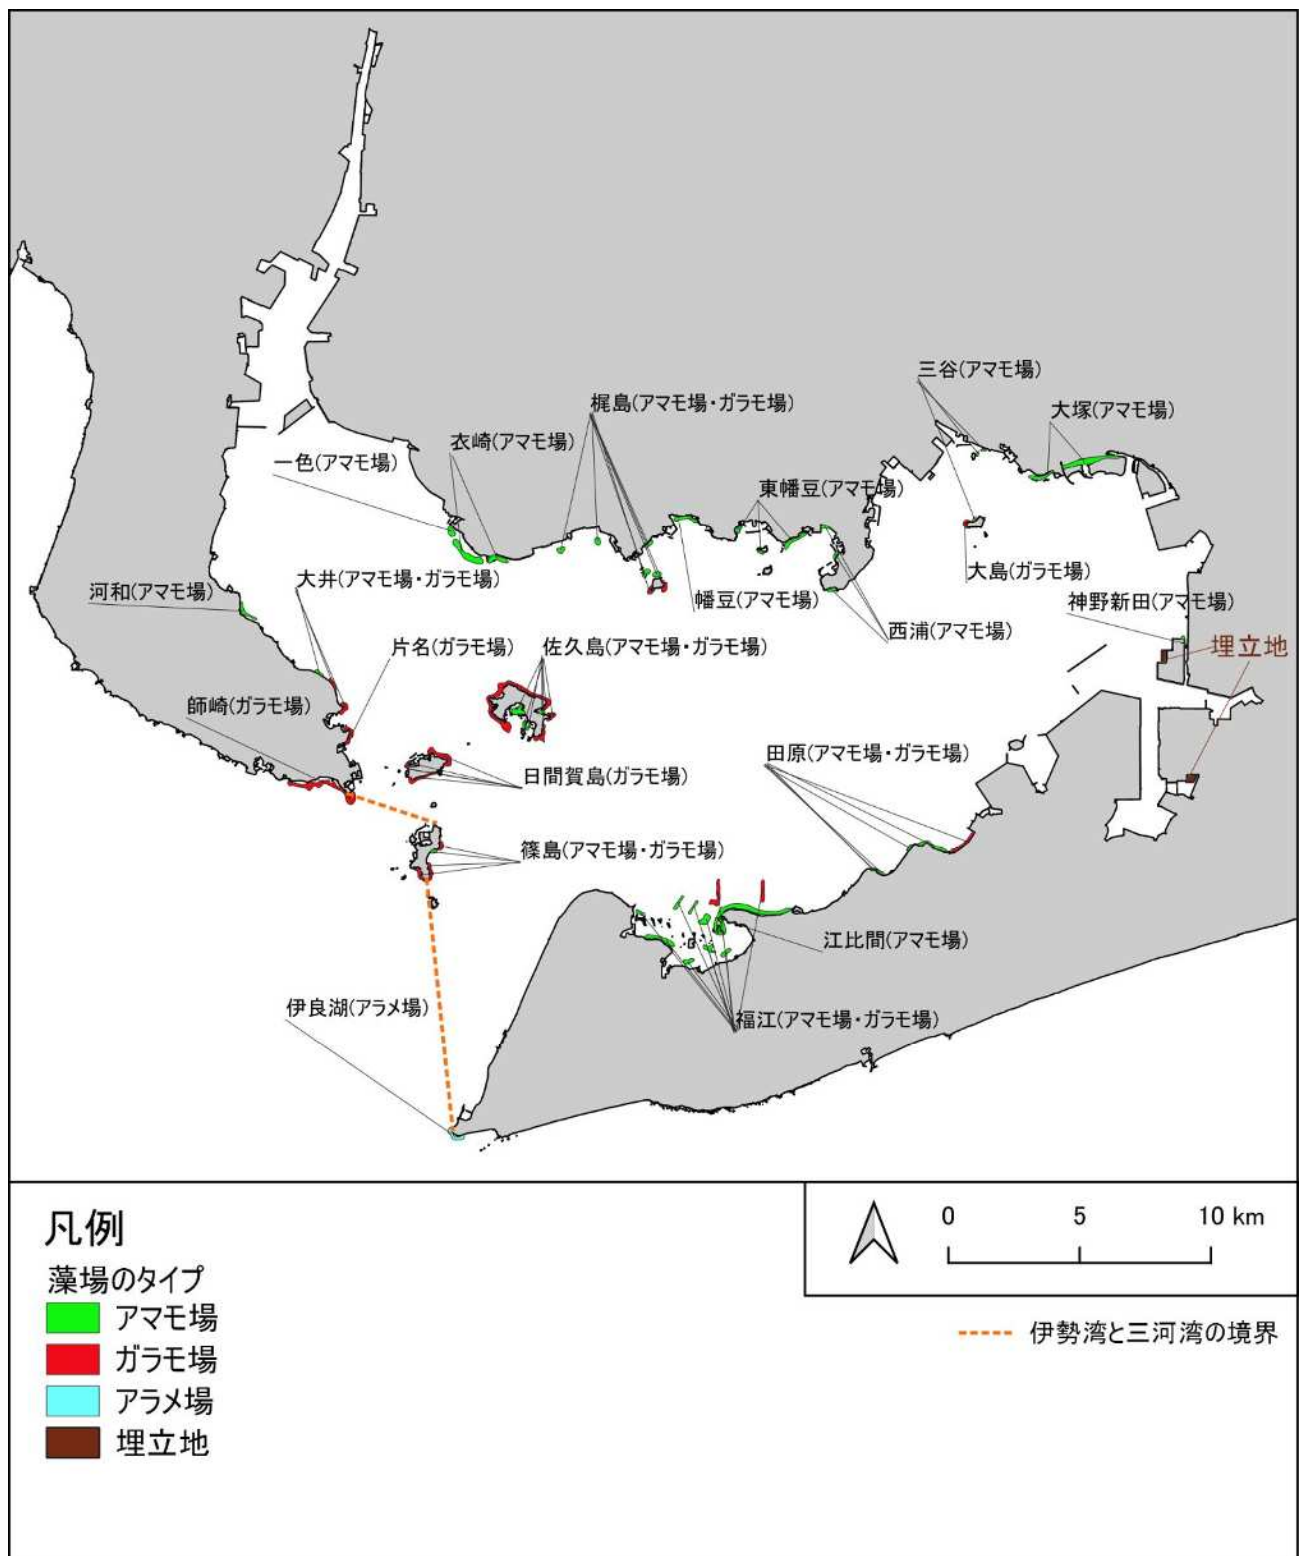 三谷(アマモ場)
梶島(アマモ場・ガラモ場)
大塚(アマモ場)
衣崎(アマモ場)
一色(アマモ場)
東幡豆(アマモ場)
大井(アマモ場・ガラモ場)
大島(ガラモ場)
河和(アマモ場)
幡豆(アマモ場)
神野新田(アマモ場)
西浦(アマモ場)
片名(ガラモ場)
佐久島(アマモ場・ガラモ場)
埋立地
師崎(ガラモ場)
田原(アマモ場・ガラモ場)
日間賀島(ガラモ場)
篠島(アマモ場・ガラモ場)
江比間(アマモ場)
伊良湖(アラメ場)
福江(アマモ場・ガラモ場)
凡例
藻場のタイプ
アマモ場
ガラモ場
アラメ場
埋立地
0 5 10 km
伊勢湾と三河湾の境界